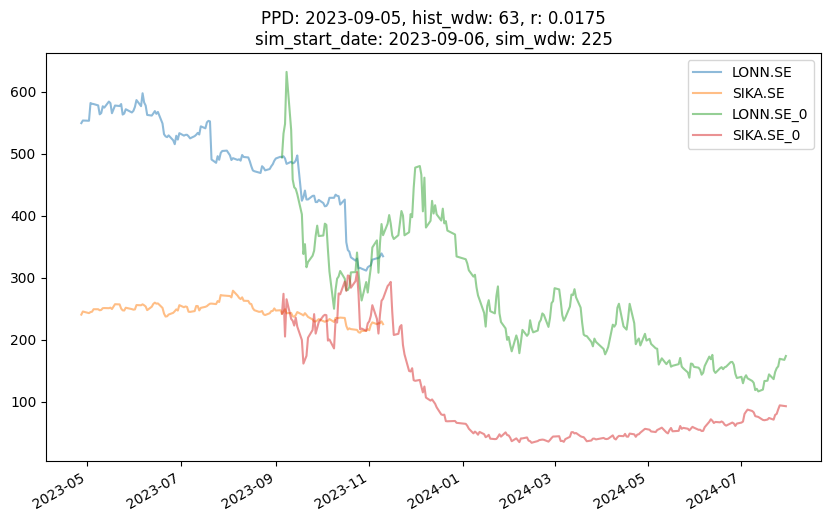 PPD: 2023-09-05, hist_wdw: 63, r: 0.0175
sim_start_date: 2023-09-06, sim_wdw: 225
LONN.SE
SIKA.SE
LONN.SE_0
SIKA.SE_0
600
500
400
300
200
100
2023-05
2023-07
2023-09
2023-11
2024-01
2024-03
2024-05
2024-07